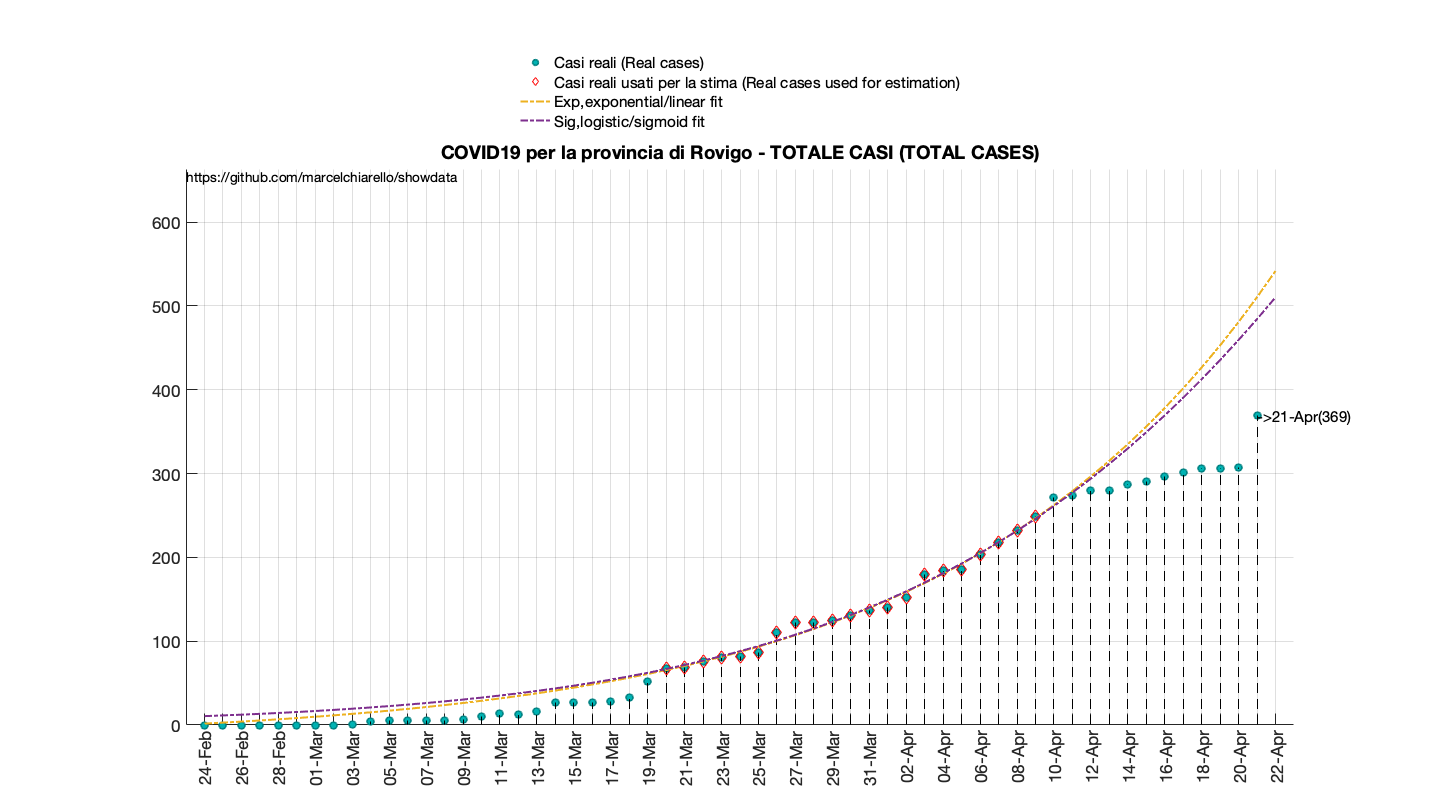 Casi reali (Real cases)
Casi reali usati per la stima (Real cases used for estimation)
Exp,exponential/linear fit
Sig,logistic/sigmoid fit
COVID19 per la provincia di Rovigo - TOTALE CASI (TOTAL CASES)
https://github.com/marcelchiarello/showdata
600
500
400
300
200
100
0
->21-Apr(369)
24-Feb
26-Feb
28-Feb
01-Mar
03-Mar
05-Mar
07-Mar
09-Mar
11-Mar
13-Mar
15-Mar
17-Mar
19-Mar
21-Mar
23-Mar
25-Mar
27-Mar
29-Mar
31-Mar
02-Apr
04-Apr
06-Apr
08-Apr
10-Apr
12-Apr
14-Apr
16-Apr
18-Apr
20-Apr
22-Apr